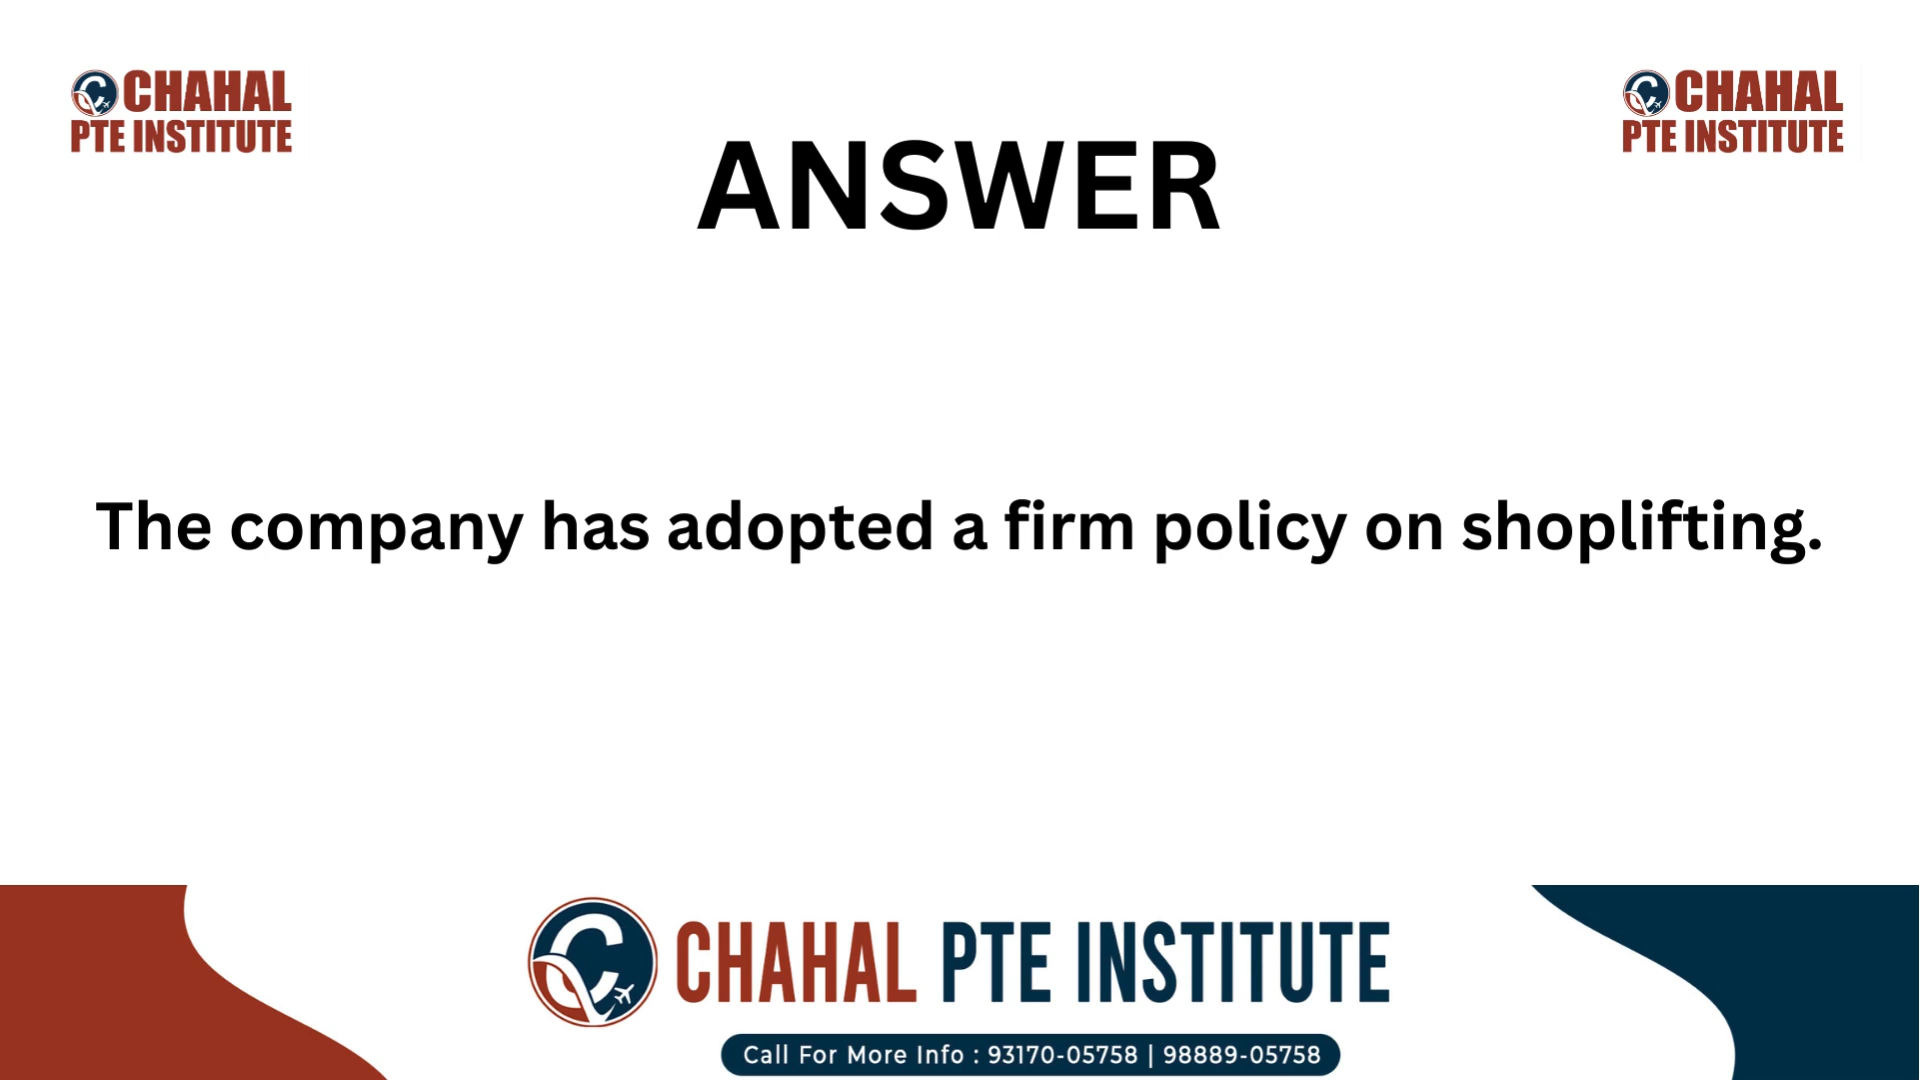 CHAHAL
PTE INSTITUTE
CHAHAL
PTE INSTITUTE
ANSWER
The company has adopted a firm policy on shoplifting.
CHAHAL PTE INSTITUTE
Call For More Info : 93170-05758 | 98889-05758